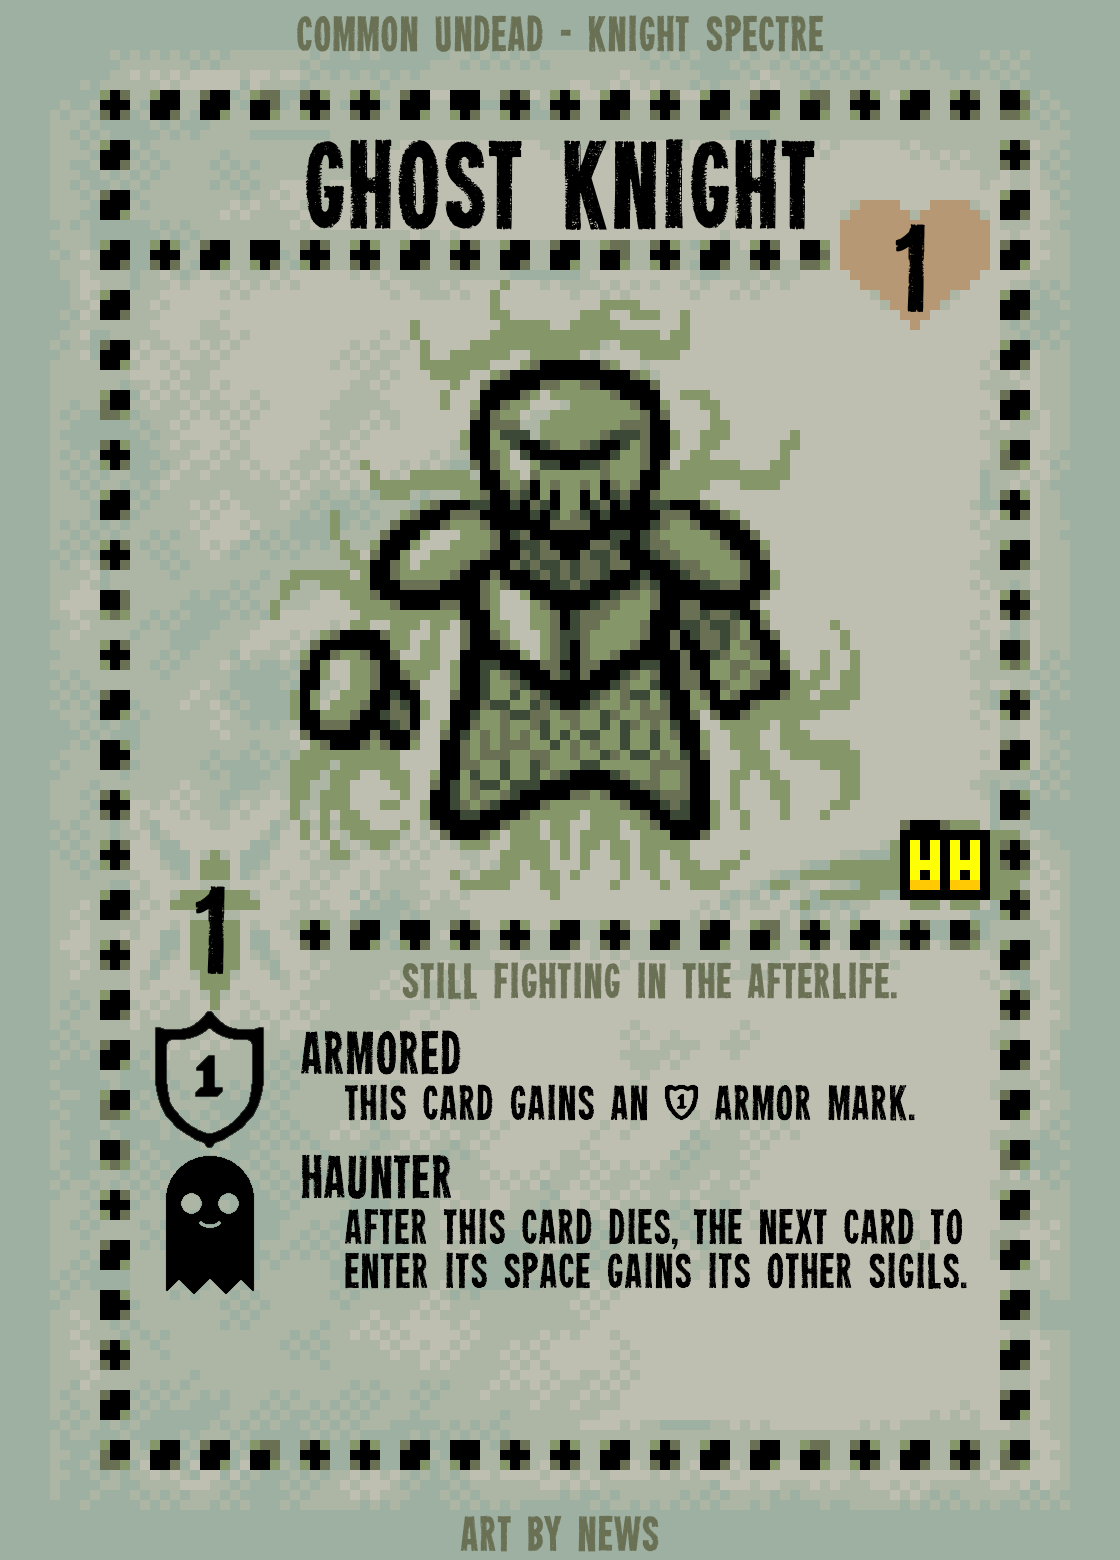 COMMON UNDEAD - KNIGHT SPECTRE
GHOST KNIGHT
1
1
STILL FIGHTING IN THE AFTERLIFE.
1
ARMORED
THIS CARD GAINS AN 1 ARMOR MARK.
HAUNTER
AFTER THIS CARD DIES, THE NEXT CARD TO
ENTER ITS SPACE GAINS ITS OTHER SIGILS.
ART BY NEWS